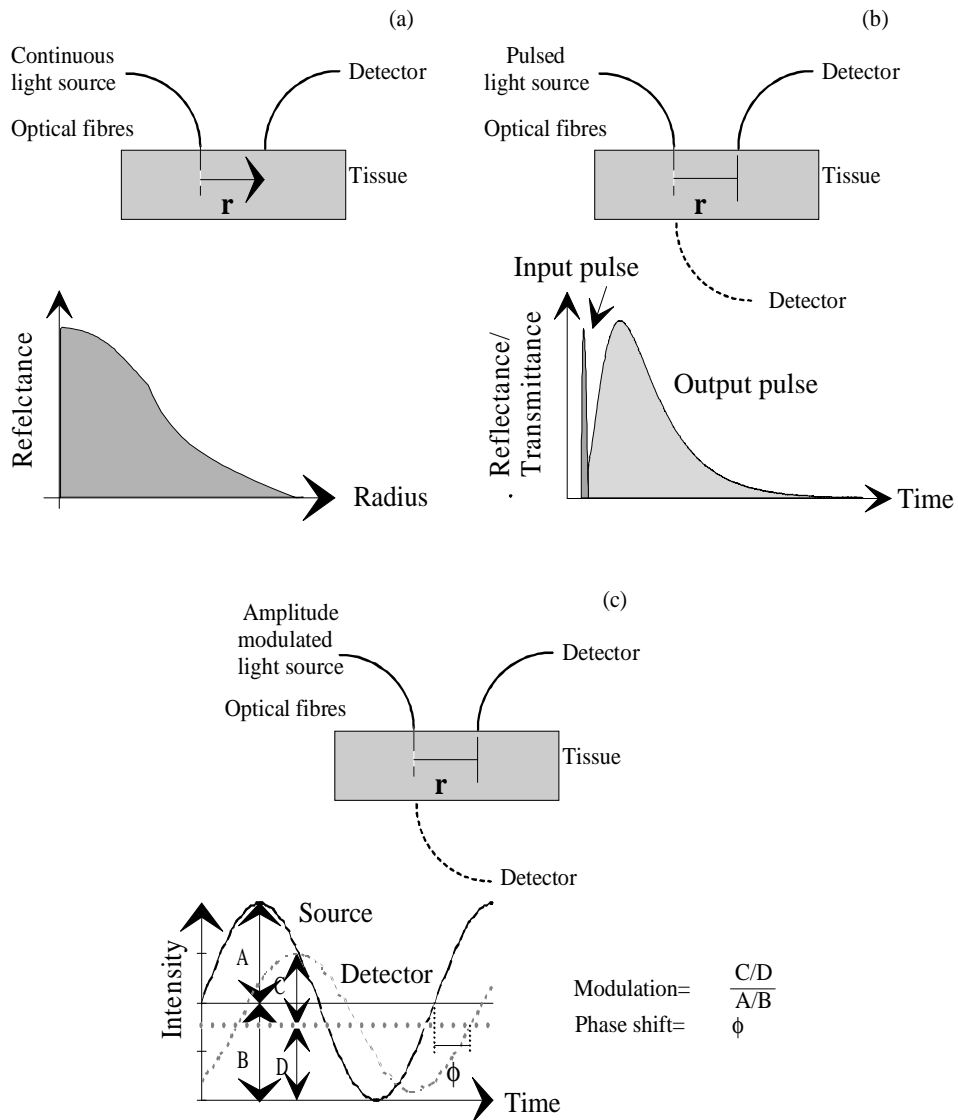 (a)
Continuous
light source
Detector
Optical fibres
Tissue
r
Refelctance
Radius
(b)
Pulsed
light source
Detector
Optical fibres
Tissue
r
Detector
Input pulse
Output pulse
Reflectance/
Transmittance
Time
(c)
Amplitude
modulated
light source
Detector
Optical fibres
Tissue
r
Detector
Source
Detector
Intensity
A
C
B
D
ϕ
Time
Modulation= C/D
A/B
Phase shift= ϕ